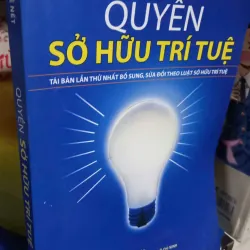 QUYỀN
SỞ HỮU TRÍ TUỆ
TÁI BẢN LẦN THỨ NHẤT BỔ SUNG, SỬA ĐỔI THEO LUẬT SỞ HỮU TRÍ TUỆ
QUYỀN SỞ HỮU TRÍ TUỆ